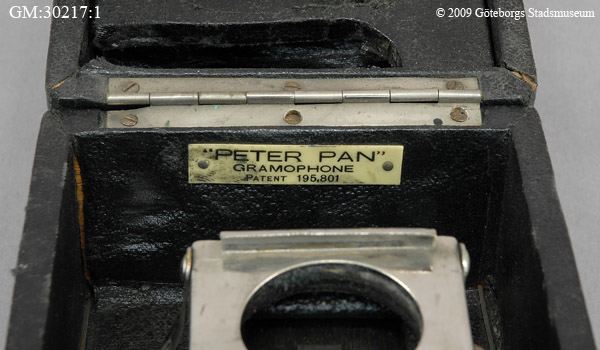 GM:30217:1
© 2009 Göteborgs Stadsmuseum
"PETER PAN"
GRAMOPHONE
PATENT 195,801